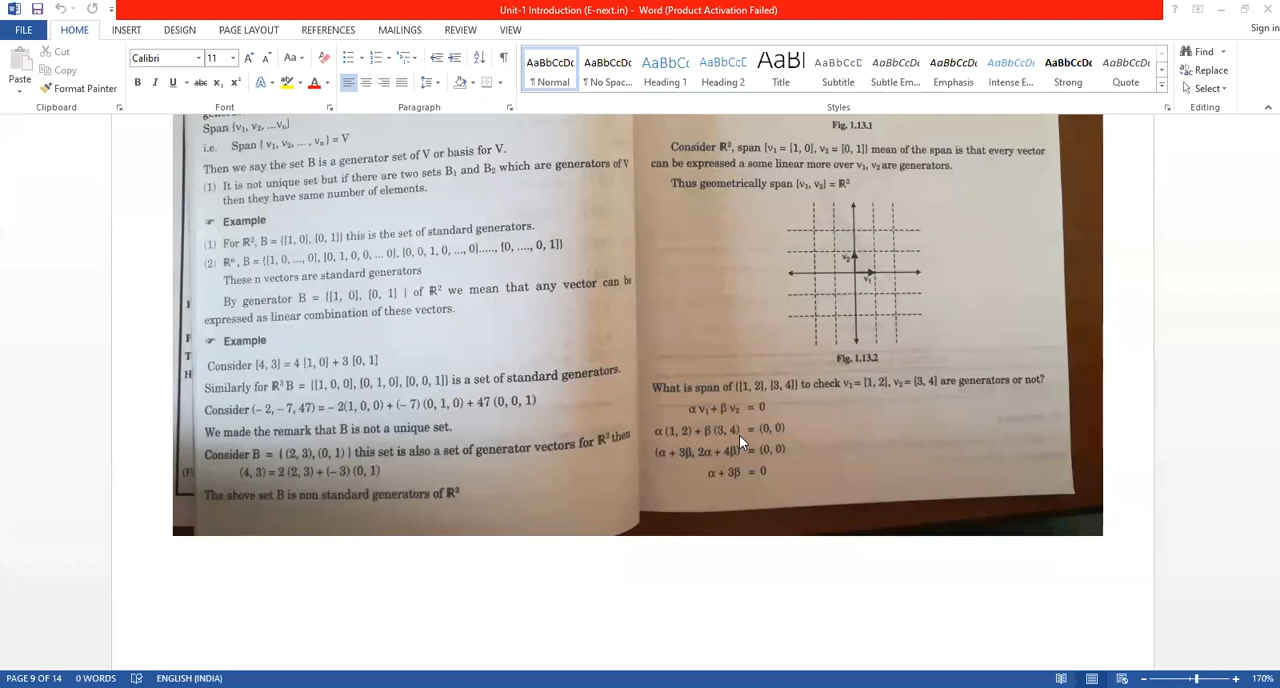 Unit-1 Introduction (E-next.in) - Word (Product Activation Failed)
FILE HOME INSERT DESIGN PAGE LAYOUT REFERENCES MAILINGS REVIEW VIEW Sign in
Paste
Cut
Copy
Format Painter
Calibri 11
AaBbCcDc AaBbCcDc AaBbC( AaBbCcD AaBl AaBbCcD AaBbCcDc AaBbCcDc AaBbCcDc AaBbCcDc AaBbCcDc
¶ Normal ¶ No Spac... Heading 1 Heading 2 Title Subtitle Subtle Em... Emphasis Intense E... Strong Quote
Find
Replace
Select
Clipboard Font Paragraph Styles Editing
Span {v₁, v₂, ...vₙ}
i.e. Span { v₁, v₂, ... , vₙ} = V
Then we say the set B is a generator set of V or basis for V.
(1) It is not unique set but if there are two sets B₁ and B₂ which are generators of V
then they have same number of elements.
☞ Example
(1) For ℝ², B = {[1, 0], [0, 1]} this is the set of standard generators.
(2) ℝⁿ, B = {[1, 0, ..., 0], [0, 1, 0, 0, ... 0], [0, 0, 1, 0, ..., 0]....., [0, ...., 0, 1]}
These n vectors are standard generators
By generator B = {[1, 0], [0, 1] } of ℝ² we mean that any vector can be
expressed as linear combination of these vectors.
☞ Example
Consider [4, 3] = 4 [1, 0] + 3 [0, 1]
Similarly for ℝ³ B = {[1, 0, 0], [0, 1, 0], [0, 0, 1]} is a set of standard generators.
Consider (– 2, – 7, 47) = – 2(1, 0, 0) + (– 7) (0, 1, 0) + 47 (0, 0, 1)
We made the remark that B is not a unique set.
Consider B = { (2, 3), (0, 1) } this set is also a set of generator vectors for ℝ² then
(4, 3) = 2 (2, 3) + (– 3) (0, 1)
The above set B is non standard generators of ℝ²
Fig. 1.13.1
Consider ℝ², span {v₁ = [1, 0], v₂ = [0, 1]} mean of the span is that every vector
can be expressed a some linear more over v₁, v₂ are generators.
Thus geometrically span {v₁, v₂} = ℝ²
v₂
v₁
Fig. 1.13.2
What is span of {[1, 2], [3, 4]} to check v₁ = [1, 2], v₂ = [3, 4] are generators or not?
α v₁ + β v₂ = 0
α (1, 2) + β (3, 4) = (0, 0)
(α + 3β, 2α + 4β) = (0, 0)
α + 3β = 0
PAGE 9 OF 14 0 WORDS ENGLISH (INDIA) 170%